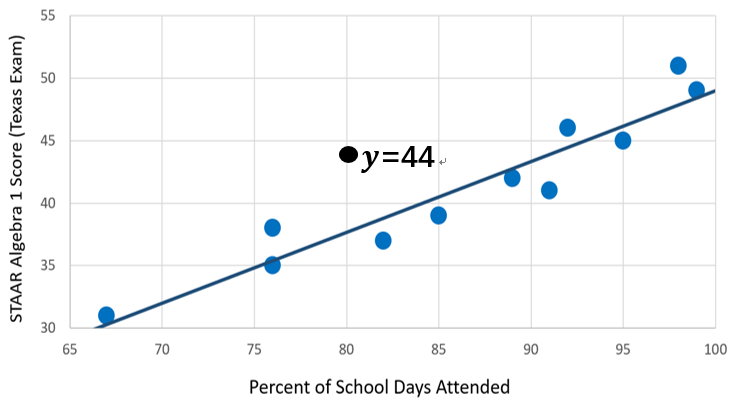 STAAR Algebra 1 Score (Texas Exam)
55
50
45
40
35
30
y=44↵
65 70 75 80 85 90 95 100
Percent of School Days Attended